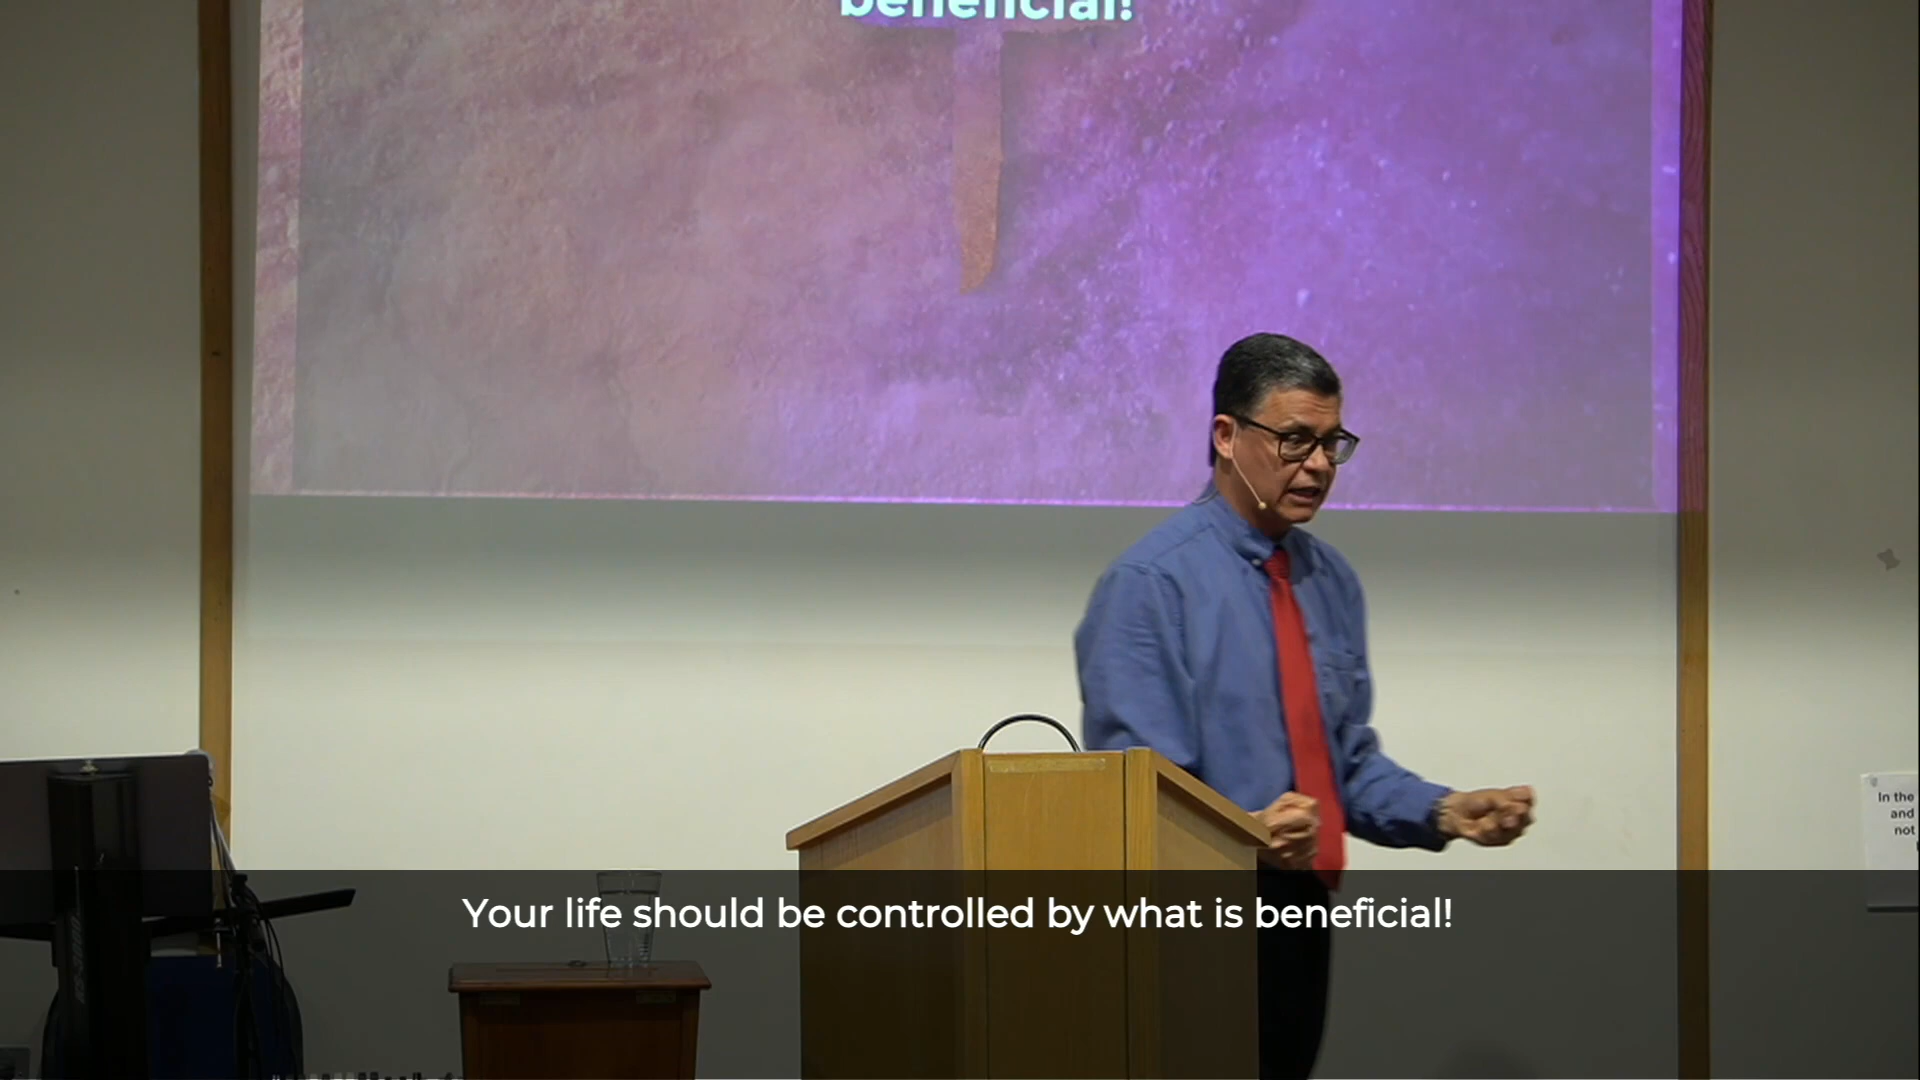 beneficial!
Your life should be controlled by what is beneficial!
In the
and
not